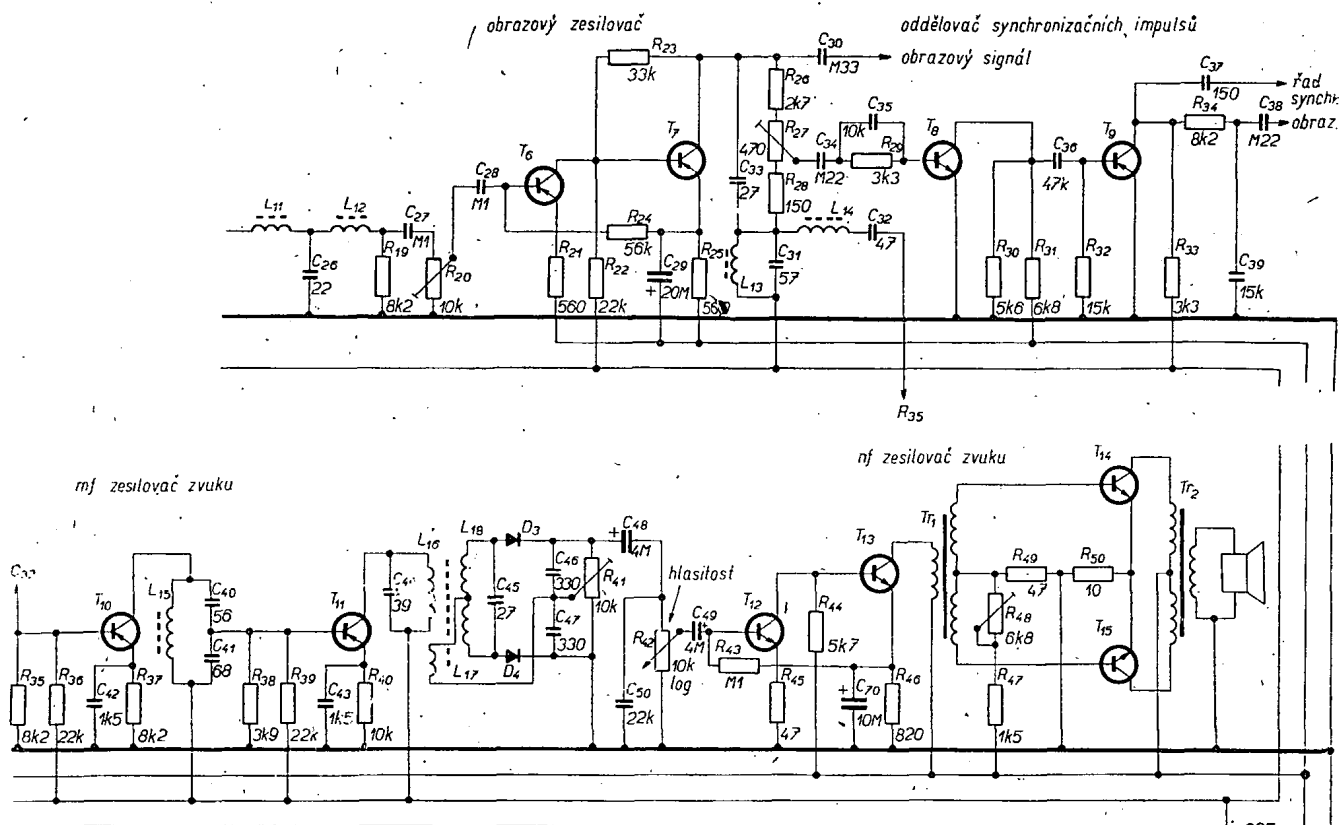 obrazový zesilovač
oddělovač synchronizačních impulsů
obrazový signál
řad
synchr.
obraz.
R23
33k
C30
M33
R26
2k7
R27
470
C35
10k
C34
M22
R29
3k3
R28
150
C33
27
T6
T7
T8
T9
C28
M1
L11
L12
C27
M1
C26
22
R19
8k2
R20
10k
R21
560
R22
22k
R24
56k
C29
+ 20M
R25
L13
C31
57
L14
C32
47
R30
5k6
R31
6k8
C36
47k
R32
15k
R33
3k3
C37
150
R34
8k2
C38
M22
C39
15k
R35
mf zesilovač zvuku
nf zesilovač zvuku
R35
8k2
R36
22k
T10
C42
1k5
R37
8k2
L15
C40
56
C41
68
R38
3k9
R39
22k
T11
C43
1k5
R40
10k
39
L16
L18
L17
D3
D4
C45
27
C46
330
C47
330
R41
10k
C48
+
4M
hlasitost
R42
10k
log
C50
22k
C49
4M
R43
M1
T12
R44
5k7
R45
47
T13
C70
+
10M
R46
820
Tr1
R49
47
R50
10
R48
6k8
R47
1k5
T14
T15
Tr2